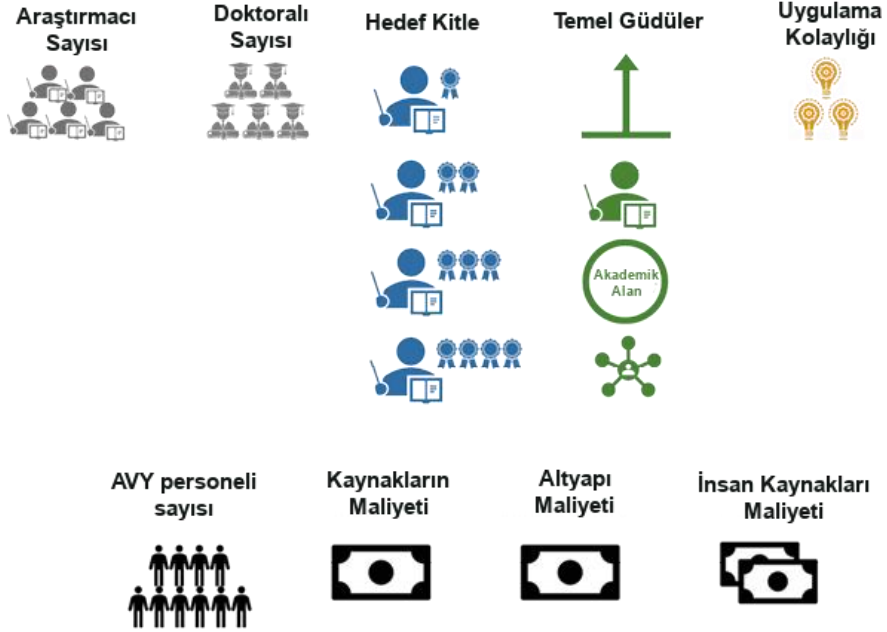 Araştırmacı
Sayısı
Doktoralı
Sayısı
Hedef Kitle
Temel Güdüler
Uygulama
Kolaylığı
Akademik
Alan
AVY personeli
sayısı
Kaynakların
Maliyeti
Altyapı
Maliyeti
İnsan Kaynakları
Maliyeti